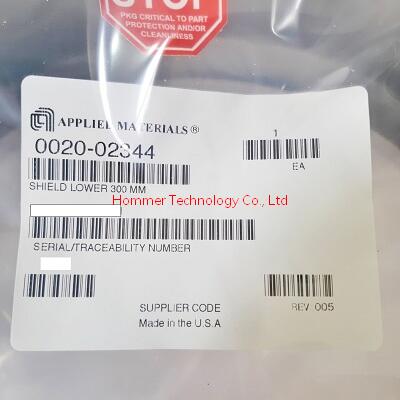 STOP
PKG CRITICAL TO PART
PROTECTION AND/OR
CLEANLINESS
APPLIED MATERIALS®
0020-02344
1
EA
SHIELD LOWER 300 MM
Hommer Technology Co., Ltd
SERIAL/TRACEABILITY NUMBER
SUPPLIER CODE
REV 005
Made in the U.S.A